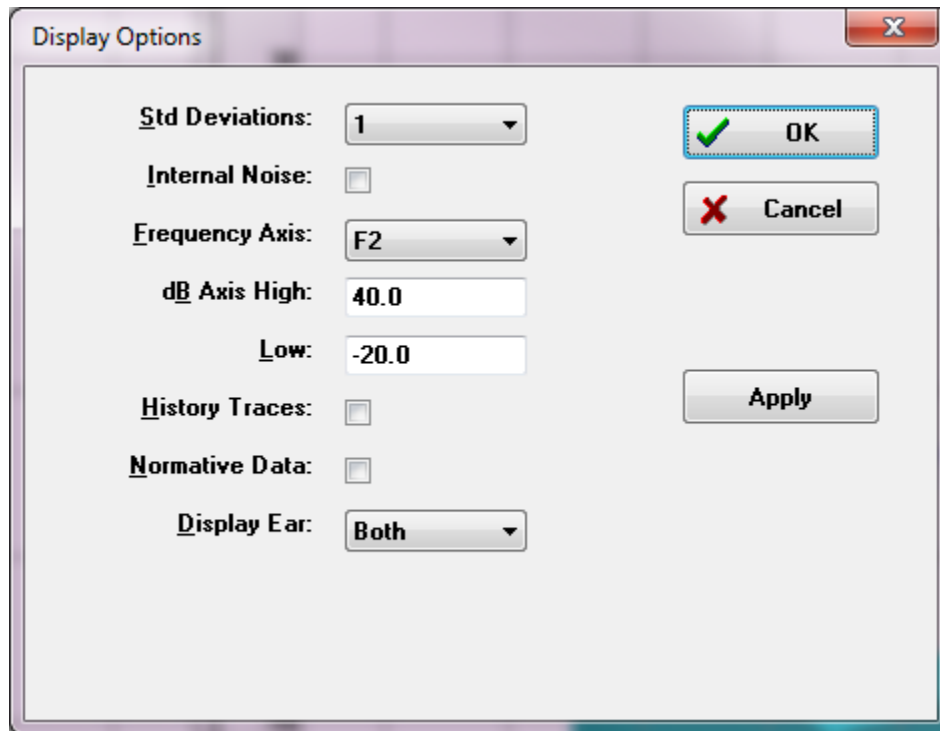 Display Options
Std Deviations: 1
OK
Internal Noise:
Cancel
Frequency Axis: F2
dB Axis High: 40.0
Low: -20.0
History Traces:
Apply
Normative Data:
Display Ear: Both